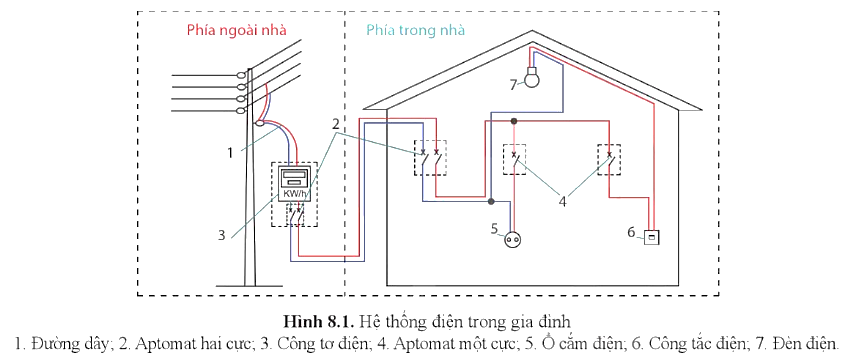 Phía ngoài nhà
Phía trong nhà
7
2
1
KW/h
3
4
5
6
Hình 8.1. Hệ thống điện trong gia đình
1. Đường dây; 2. Aptomat hai cực; 3. Công tơ điện; 4. Aptomat một cực; 5. Ổ cắm điện; 6. Công tắc điện; 7. Đèn điện.